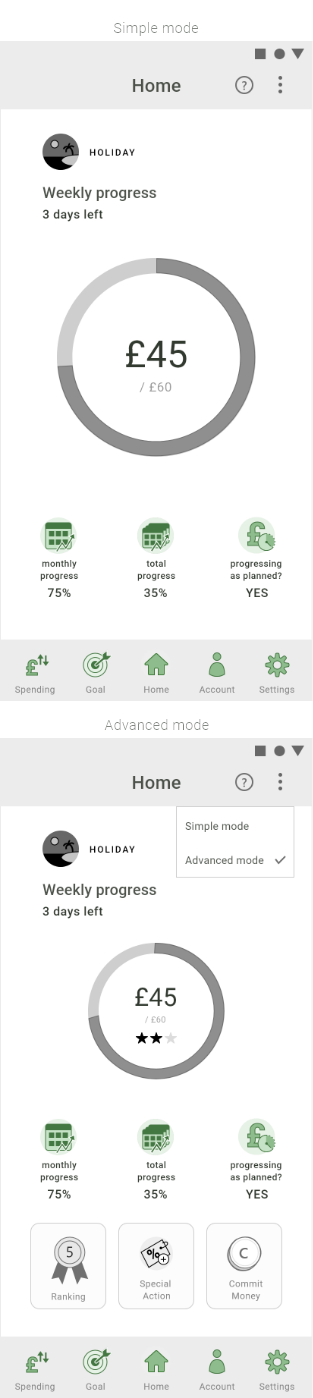 Simple mode
Home
?
HOLIDAY
Weekly progress
3 days left
£45
/ £60
monthly progress
75%
total progress
35%
progressing as planned?
YES
Spending
Goal
Home
Account
Settings
Advanced mode
Home
?
Simple mode
Advanced mode
HOLIDAY
Weekly progress
3 days left
£45
/ £60
monthly progress
75%
total progress
35%
progressing as planned?
YES
5
Ranking
%
Special Action
C
Commit Money
Spending
Goal
Home
Account
Settings